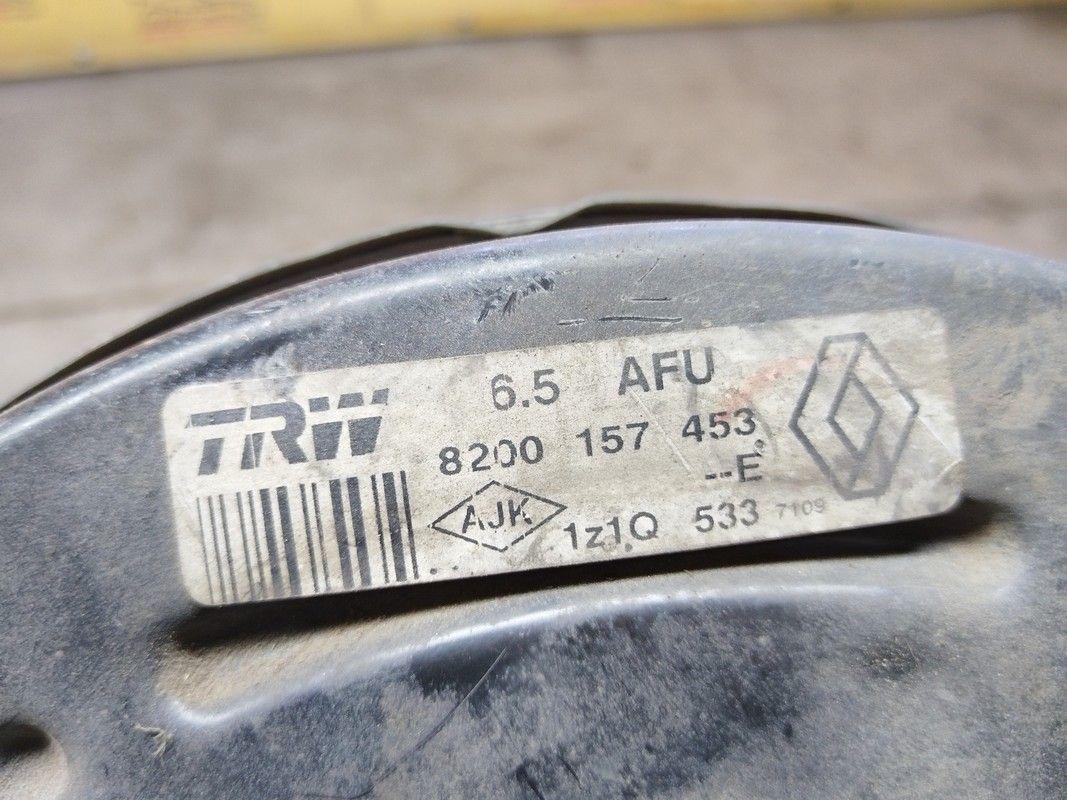 TRW
6.5 AFU
8200 157 453
--E
AJK
1z1Q 533 7109